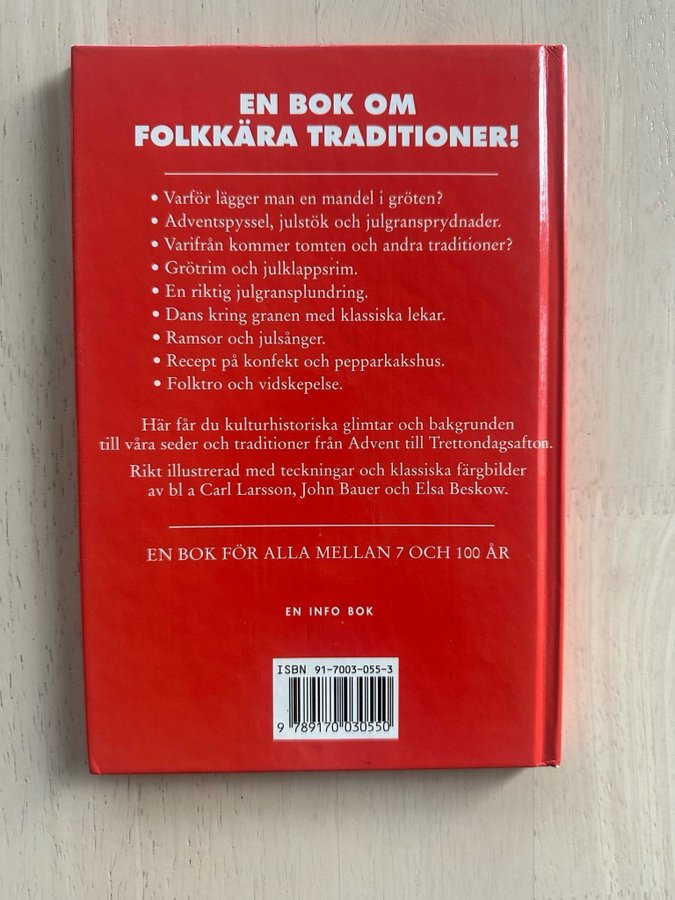 EN BOK OM
FOLKKÄRA TRADITIONER!
• Varför lägger man en mandel i gröten?
• Adventspyssel, julstök och julgransprydnader.
• Varifrån kommer tomten och andra traditioner?
• Grötrim och julklappsrim.
• En riktig julgransplundring.
• Dans kring granen med klassiska lekar.
• Ramsor och julsånger.
• Recept på konfekt och pepparkakshus.
• Folktro och vidskepelse.
Här får du kulturhistoriska glimtar och bakgrunden
till våra seder och traditioner från Advent till Trettondagsafton.
Rikt illustrerad med teckningar och klassiska färgbilder
av bl a Carl Larsson, John Bauer och Elsa Beskow.
EN BOK FÖR ALLA MELLAN 7 OCH 100 ÅR
EN INFO BOK
ISBN 91-7003-055-3
9 789170 030550